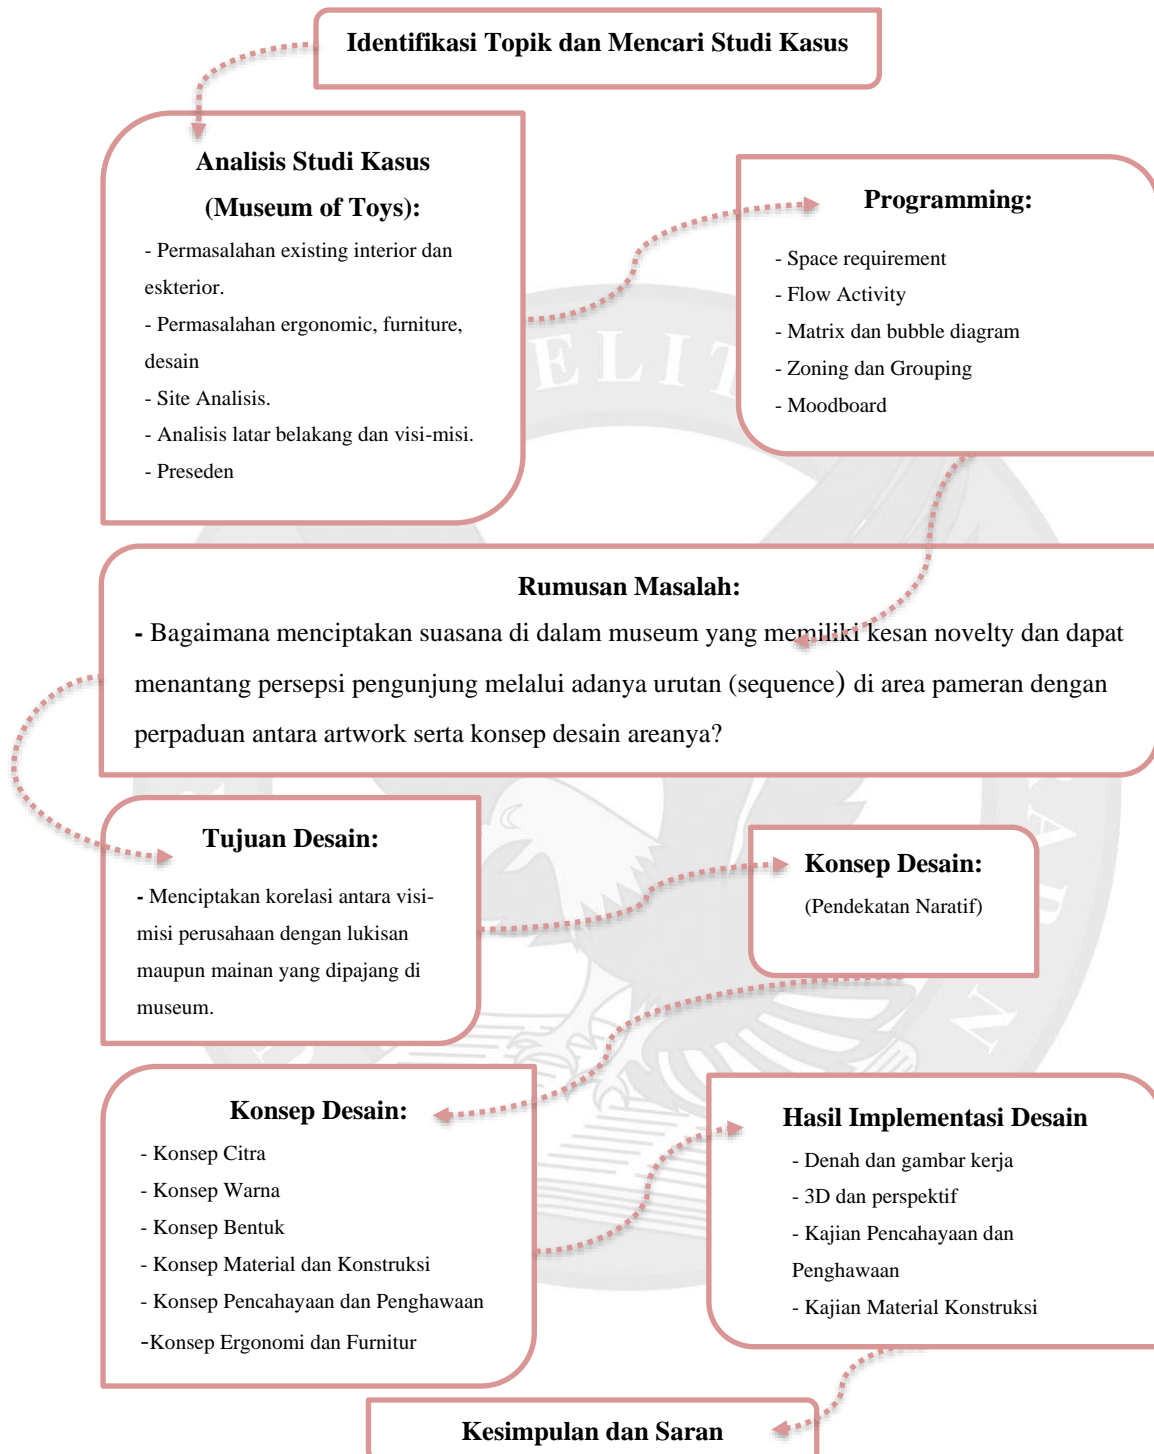 Identifikasi Topik dan Mencari Studi Kasus
Analisis Studi Kasus
(Museum of Toys):
- Permasalahan existing interior dan
eskterior.
- Permasalahan ergonomic, furniture,
desain
- Site Analisis.
- Analisis latar belakang dan visi-misi.
- Preseden
Programming:
- Space requirement
- Flow Activity
- Matrix dan bubble diagram
- Zoning dan Grouping
- Moodboard
Rumusan Masalah:
- Bagaimana menciptakan suasana di dalam museum yang memiliki kesan novelty dan dapat
menantang persepsi pengunjung melalui adanya urutan (sequence) di area pameran dengan
perpaduan antara artwork serta konsep desain areanya?
Tujuan Desain:
- Menciptakan korelasi antara visi-
misi perusahaan dengan lukisan
maupun mainan yang dipajang di
museum.
Konsep Desain:
(Pendekatan Naratif)
Konsep Desain:
- Konsep Citra
- Konsep Warna
- Konsep Bentuk
- Konsep Material dan Konstruksi
- Konsep Pencahayaan dan Penghawaan
-Konsep Ergonomi dan Furnitur
Hasil Implementasi Desain
- Denah dan gambar kerja
- 3D dan perspektif
- Kajian Pencahayaan dan
Penghawaan
- Kajian Material Konstruksi
Kesimpulan dan Saran